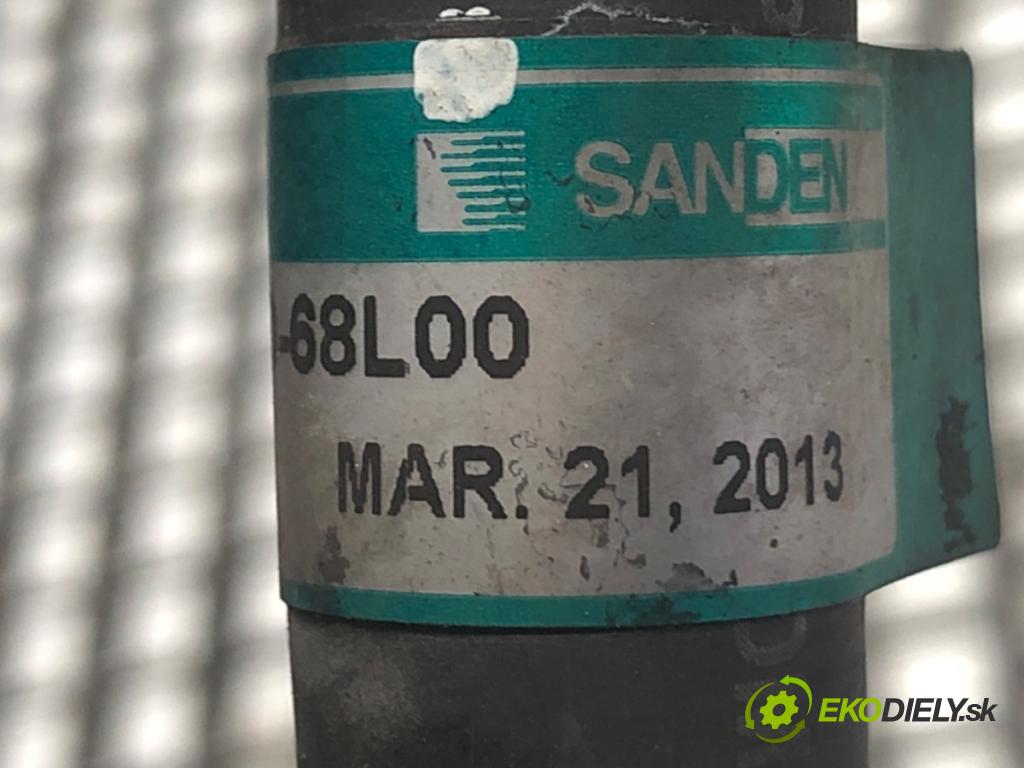 SANDEN
-68L00
MAR. 21, 2013
EKODIELY.sk